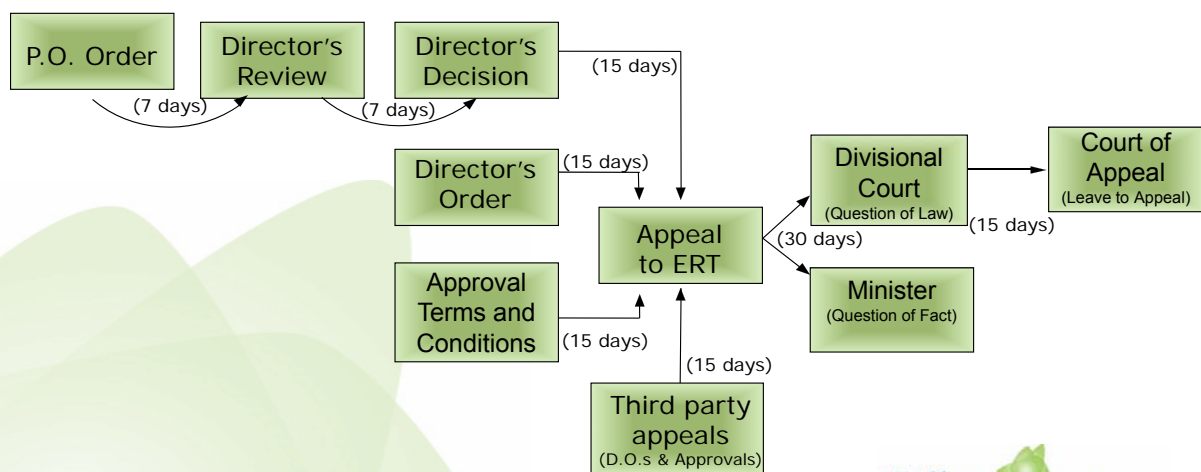 P.O. Order
(7 days)
Director's
Review
(7 days)
Director's
Decision
(15 days)
Director's
Order
(15 days)
Approval
Terms and
Conditions
(15 days)
Third party
appeals
(D.O.s & Approvals)
(15 days)
Appeal
to ERT
(30 days)
Divisional
Court
(Question of Law)
(15 days)
Court of
Appeal
(Leave to Appeal)
Minister
(Question of Fact)